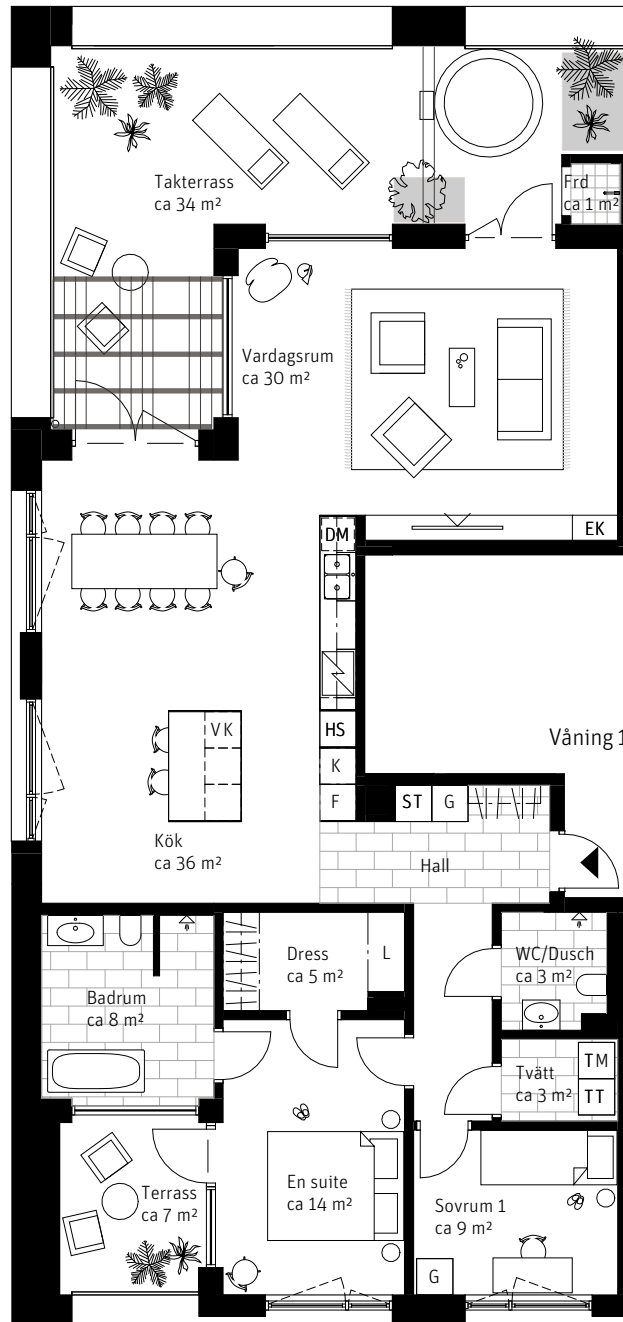 Takterrass
ca 34 m²
Frd
ca 1 m²
Vardagsrum
ca 30 m²
EK
DM
VK
HS
K
F
Våning 1
Kök
ca 36 m²
ST
G
Hall
Dress
ca 5 m²
L
WC/Dusch
ca 3 m²
Badrum
ca 8 m²
Tvätt
ca 3 m²
TM
TT
En suite
ca 14 m²
Terrass
ca 7 m²
Sovrum 1
ca 9 m²
G